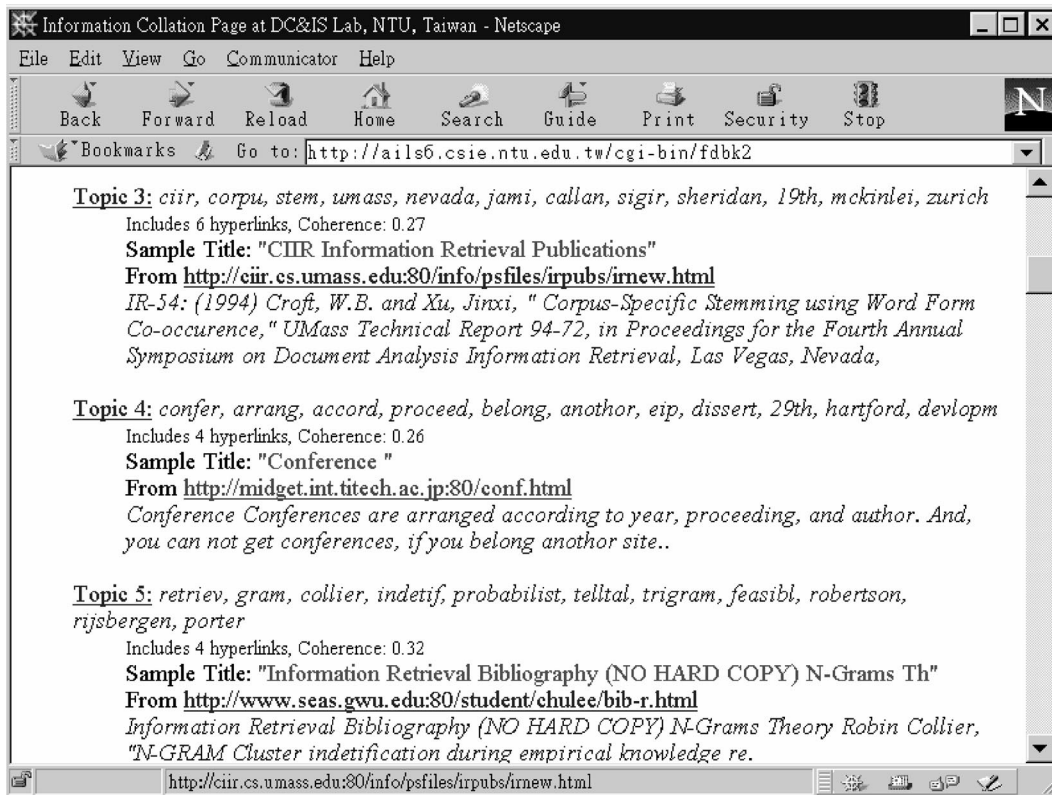 Information Collation Page at DC&IS Lab, NTU, Taiwan - Netscape
File Edit View Go Communicator Help
Back Forward Reload Home Search Guide Print Security Stop
N
Bookmarks Go to: http://ails6.csie.ntu.edu.tw/cgi-bin/fdbk2
Topic 3: ciir, corpu, stem, umass, nevada, jami, callan, sigir, sheridan, 19th, mckinlei, zurich
Includes 6 hyperlinks, Coherence: 0.27
Sample Title: "CIIR Information Retrieval Publications"
From http://ciir.cs.umass.edu:80/info/psfiles/irpubs/irnew.html
IR-54: (1994) Croft, W.B. and Xu, Jinxi, " Corpus-Specific Stemming using Word Form
Co-occurence," UMass Technical Report 94-72, in Proceedings for the Fourth Annual
Symposium on Document Analysis Information Retrieval, Las Vegas, Nevada,
Topic 4: confer, arrang, accord, proceed, belong, anothor, eip, dissert, 29th, hartford, devlopm
Includes 4 hyperlinks, Coherence: 0.26
Sample Title: "Conference "
From http://midget.int.titech.ac.jp:80/conf.html
Conference Conferences are arranged according to year, proceeding, and author. And,
you can not get conferences, if you belong anothor site..
Topic 5: retriev, gram, collier, indetif, probabilist, telltal, trigram, feasibl, robertson,
rijsbergen, porter
Includes 4 hyperlinks, Coherence: 0.32
Sample Title: "Information Retrieval Bibliography (NO HARD COPY) N-Grams Th"
From http://www.seas.gwu.edu:80/student/chulee/bib-r.html
Information Retrieval Bibliography (NO HARD COPY) N-Grams Theory Robin Collier,
"N-GRAM Cluster indetification during empirical knowledge re.
http://ciir.cs.umass.edu/info/psfiles/irpubs/irnew.html